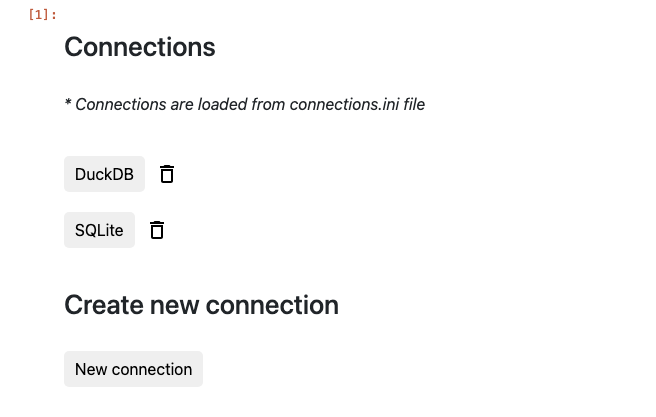 [1]:
Connections
* Connections are loaded from connections.ini file
DuckDB
SQLite
Create new connection
New connection